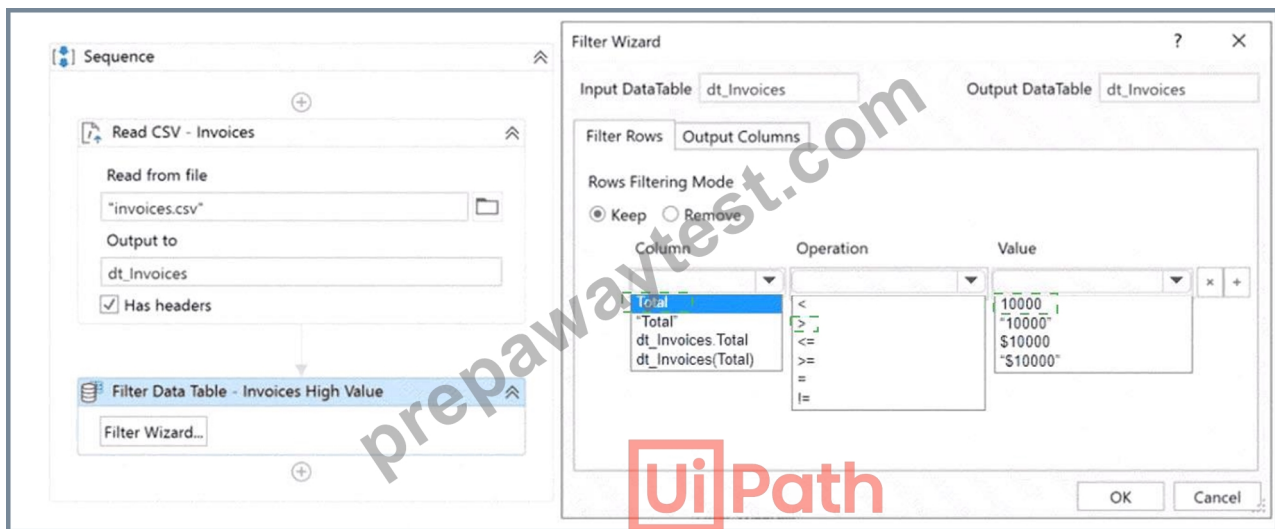 Sequence
Read CSV - Invoices
Read from file
"invoices.csv"
Output to
dt_Invoices
Has headers
Filter Data Table - Invoices High Value
Filter Wizard...
Filter Wizard
?
Input DataTable dt_Invoices Output DataTable dt_Invoices
Filter Rows Output Columns
Rows Filtering Mode
Keep Remove
Column Operation Value
Total < 10000
"Total" > "10000"
dt_Invoices.Total <= $10000
dt_Invoices(Total) >= "$10000"
=
!=
OK Cancel
prepawaytest.com
UiPath